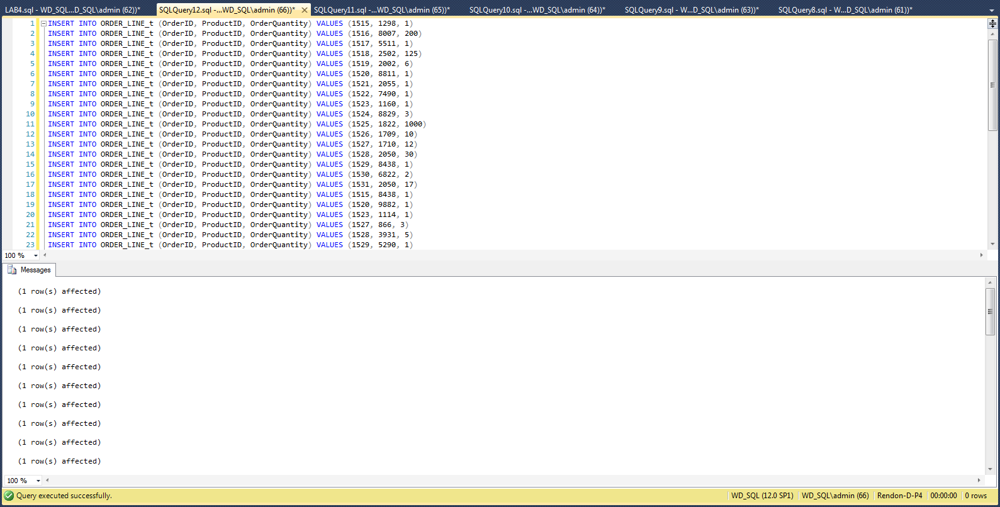 LAB4.sql - WD_SQL...D_SQL\admin (62))* SQLQuery12.sql -...WD_SQL\admin (66))* SQLQuery11.sql -...WD_SQL\admin (65))* SQLQuery10.sql -...WD_SQL\admin (64))* SQLQuery9.sql - W...D_SQL\admin (63))* SQLQuery8.sql - W...D_SQL\admin (61))*
1 INSERT INTO ORDER_LINE_t (OrderID, ProductID, OrderQuantity) VALUES (1515, 1298, 1)
2 INSERT INTO ORDER_LINE_t (OrderID, ProductID, OrderQuantity) VALUES (1516, 8007, 200)
3 INSERT INTO ORDER_LINE_t (OrderID, ProductID, OrderQuantity) VALUES (1517, 5511, 1)
4 INSERT INTO ORDER_LINE_t (OrderID, ProductID, OrderQuantity) VALUES (1518, 2502, 125)
5 INSERT INTO ORDER_LINE_t (OrderID, ProductID, OrderQuantity) VALUES (1519, 2002, 6)
6 INSERT INTO ORDER_LINE_t (OrderID, ProductID, OrderQuantity) VALUES (1520, 8811, 1)
7 INSERT INTO ORDER_LINE_t (OrderID, ProductID, OrderQuantity) VALUES (1521, 2055, 1)
8 INSERT INTO ORDER_LINE_t (OrderID, ProductID, OrderQuantity) VALUES (1522, 7490, 1)
9 INSERT INTO ORDER_LINE_t (OrderID, ProductID, OrderQuantity) VALUES (1523, 1160, 1)
10 INSERT INTO ORDER_LINE_t (OrderID, ProductID, OrderQuantity) VALUES (1524, 8829, 3)
11 INSERT INTO ORDER_LINE_t (OrderID, ProductID, OrderQuantity) VALUES (1525, 1822, 1000)
12 INSERT INTO ORDER_LINE_t (OrderID, ProductID, OrderQuantity) VALUES (1526, 1709, 10)
13 INSERT INTO ORDER_LINE_t (OrderID, ProductID, OrderQuantity) VALUES (1527, 1710, 12)
14 INSERT INTO ORDER_LINE_t (OrderID, ProductID, OrderQuantity) VALUES (1528, 2050, 30)
15 INSERT INTO ORDER_LINE_t (OrderID, ProductID, OrderQuantity) VALUES (1529, 8438, 1)
16 INSERT INTO ORDER_LINE_t (OrderID, ProductID, OrderQuantity) VALUES (1530, 6822, 2)
17 INSERT INTO ORDER_LINE_t (OrderID, ProductID, OrderQuantity) VALUES (1531, 2050, 17)
18 INSERT INTO ORDER_LINE_t (OrderID, ProductID, OrderQuantity) VALUES (1515, 8438, 1)
19 INSERT INTO ORDER_LINE_t (OrderID, ProductID, OrderQuantity) VALUES (1520, 9882, 1)
20 INSERT INTO ORDER_LINE_t (OrderID, ProductID, OrderQuantity) VALUES (1523, 1114, 1)
21 INSERT INTO ORDER_LINE_t (OrderID, ProductID, OrderQuantity) VALUES (1527, 866, 3)
22 INSERT INTO ORDER_LINE_t (OrderID, ProductID, OrderQuantity) VALUES (1528, 3931, 5)
23 INSERT INTO ORDER_LINE_t (OrderID, ProductID, OrderQuantity) VALUES (1529, 5290, 1)
100 %
Messages
(1 row(s) affected)
(1 row(s) affected)
(1 row(s) affected)
(1 row(s) affected)
(1 row(s) affected)
(1 row(s) affected)
(1 row(s) affected)
(1 row(s) affected)
(1 row(s) affected)
(1 row(s) affected)
100 %
Query executed successfully. WD_SQL (12.0 SP1) WD_SQL\admin (66) Rendon-D-P4 00:00:00 0 rows